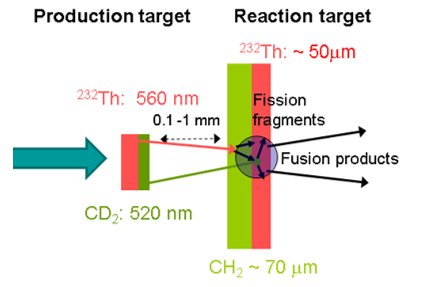 Production target
Reaction target
²³²Th: ~ 50μm
²³²Th: 560 nm
0.1 -1 mm
Fission
fragments
Fusion products
CD₂: 520 nm
CH₂ ~ 70 μm